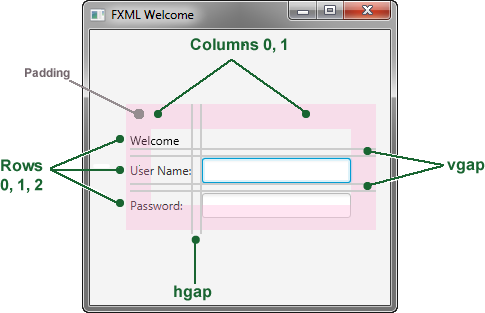 FXML Welcome
Columns 0, 1
Padding
Welcome
Rows
0, 1, 2
User Name:
vgap
Password:
hgap